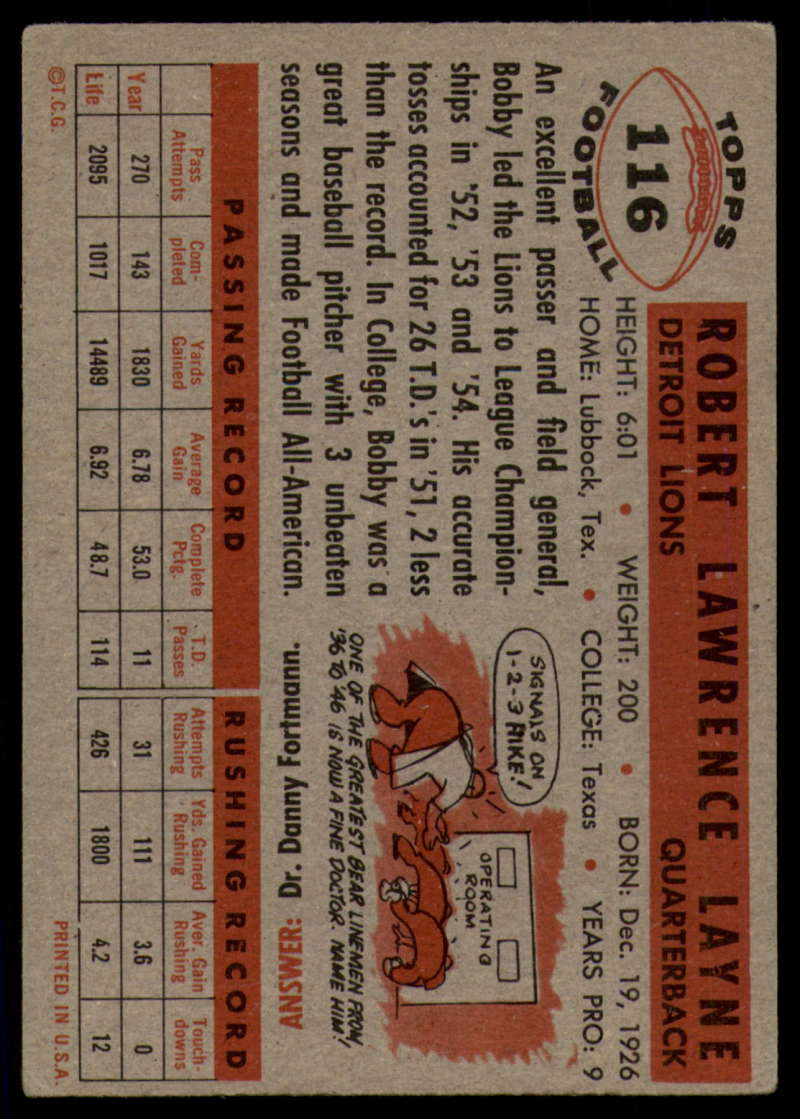 TOPPS
116
FOOTBALL
ROBERT LAWRENCE LAYNE
DETROIT LIONS QUARTERBACK
HEIGHT: 6:01 • WEIGHT: 200 • BORN: Dec. 19, 1926
HOME: Lubbock, Tex. • COLLEGE: Texas • YEARS PRO: 9
An excellent passer and field general,
Bobby led the Lions to League Champion-
ships in '52, '53 and '54. His accurate
tosses accounted for 26 T.D.'s in '51, 2 less
than the record. In College, Bobby was a
great baseball pitcher with 3 unbeaten
seasons and made Football All-American.
SIGNALS ON
1-2-3 HIKE!
OPERATING
ROOM
ONE OF THE GREATEST BEAR LINEMEN FROM
'36 TO '46 IS NOW A FINE DOCTOR. NAME HIM!
ANSWER: Dr. Danny Fortmann.
PASSING RECORD RUSHING RECORD
Pass Com- Yards Average Complete T.D. Attempts Yds. Gained Aver. Gain Touch-
Attempts pleted Gained Gain Pctg. Passes Rushing Rushing Rushing downs
Year 270 143 1830 6.78 53.0 11 31 111 3.6 0
Life 2095 1017 14489 6.92 48.7 114 426 1800 4.2 12
©T.C.G. PRINTED IN U.S.A.